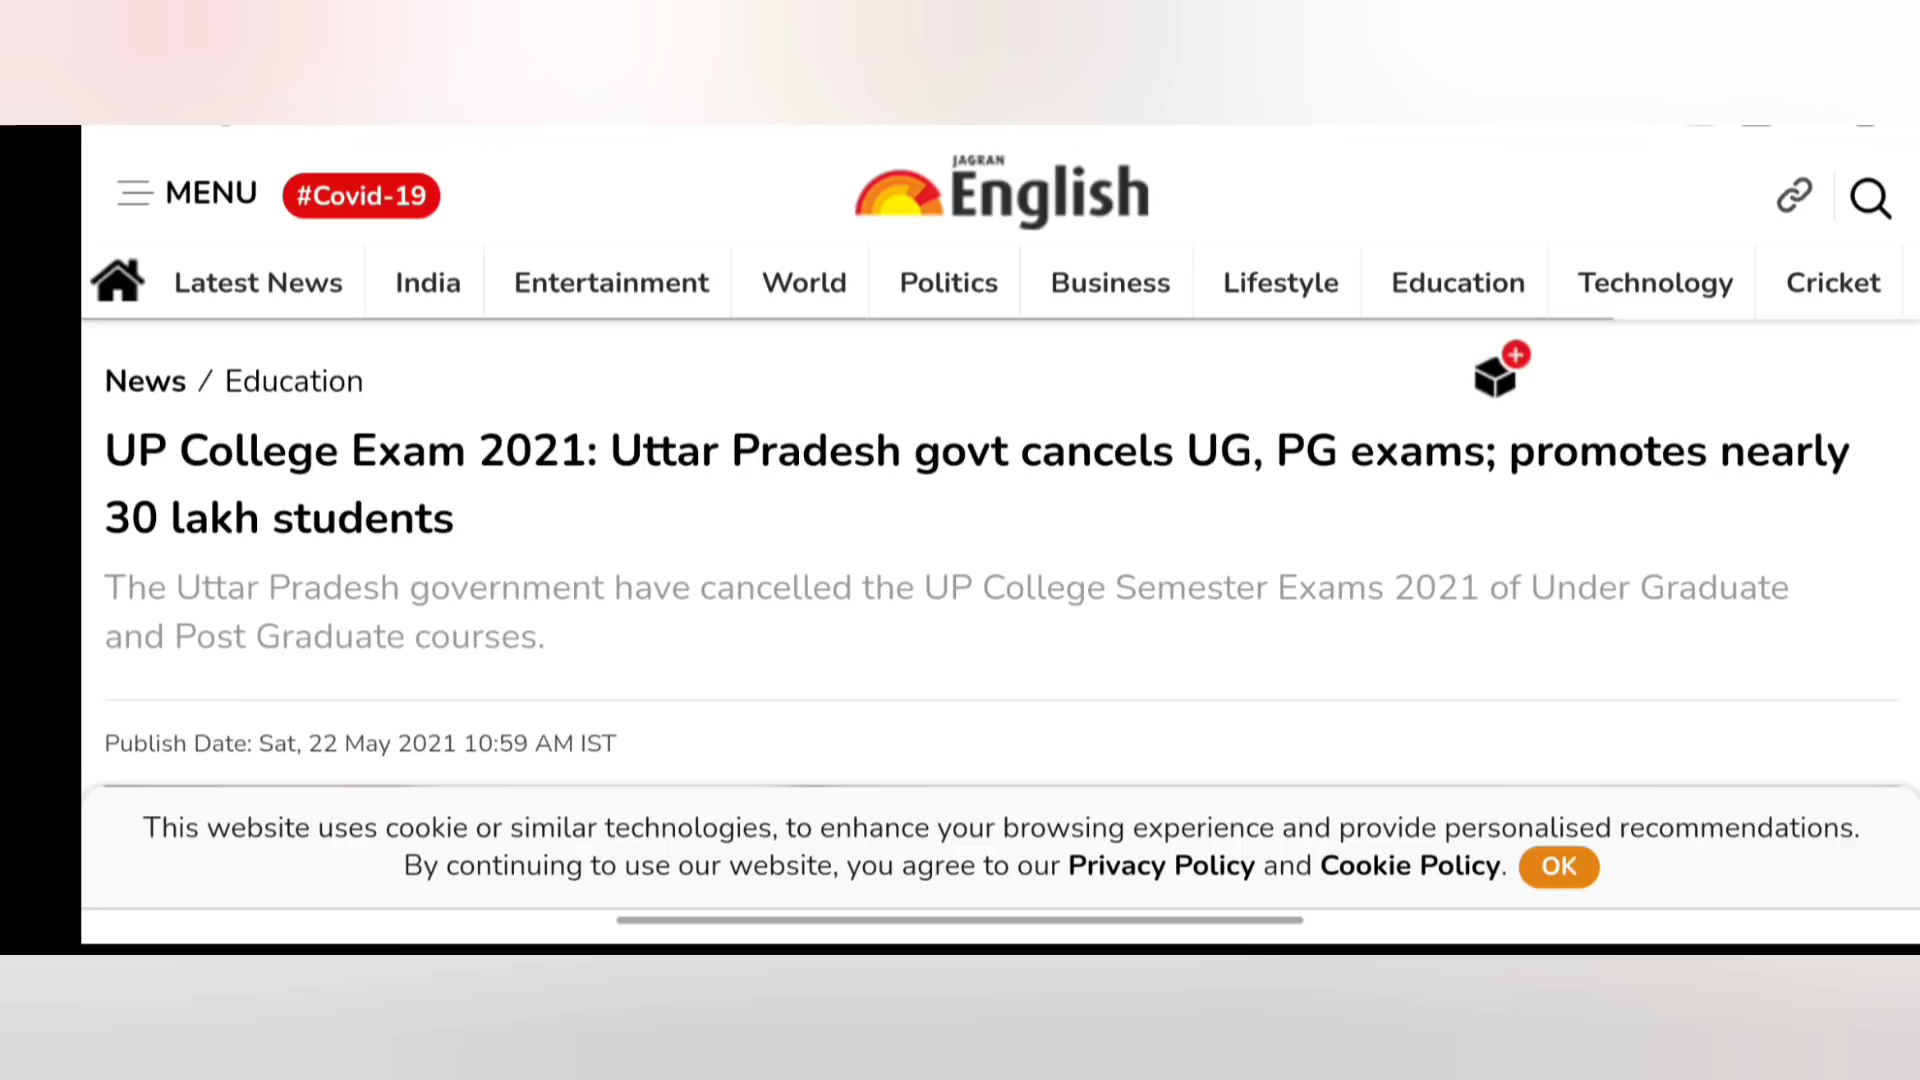 MENU
#Covid-19
JAGRAN
English
Latest News
India
Entertainment
World
Politics
Business
Lifestyle
Education
Technology
Cricket
News / Education
UP College Exam 2021: Uttar Pradesh govt cancels UG, PG exams; promotes nearly
30 lakh students
The Uttar Pradesh government have cancelled the UP College Semester Exams 2021 of Under Graduate
and Post Graduate courses.
Publish Date: Sat, 22 May 2021 10:59 AM IST
This website uses cookie or similar technologies, to enhance your browsing experience and provide personalised recommendations.
By continuing to use our website, you agree to our Privacy Policy and Cookie Policy. OK